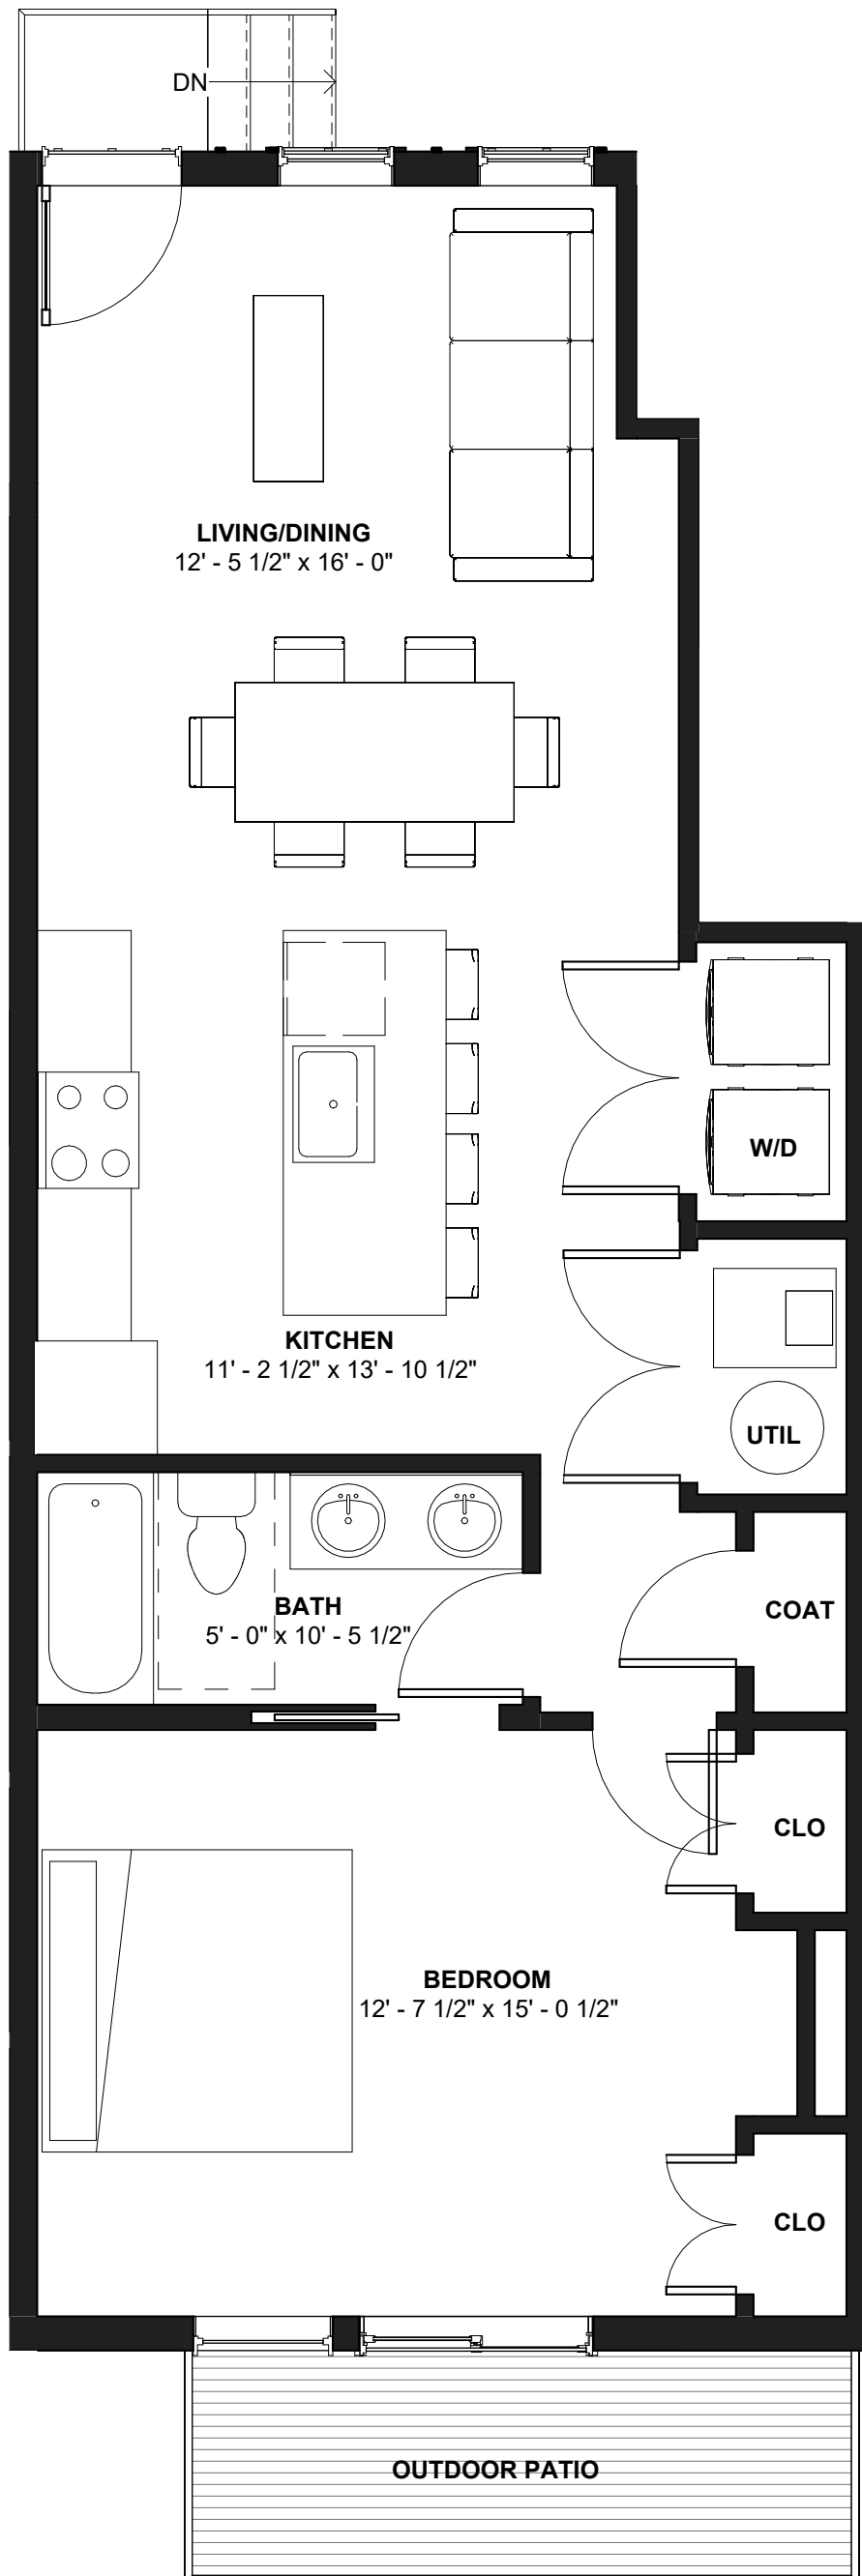 DN
LIVING/DINING
12' - 5 1/2" x 16' - 0"
W/D
KITCHEN
11' - 2 1/2" x 13' - 10 1/2"
UTIL
BATH
5' - 0" x 10' - 5 1/2"
COAT
CLO
BEDROOM
12' - 7 1/2" x 15' - 0 1/2"
CLO
OUTDOOR PATIO